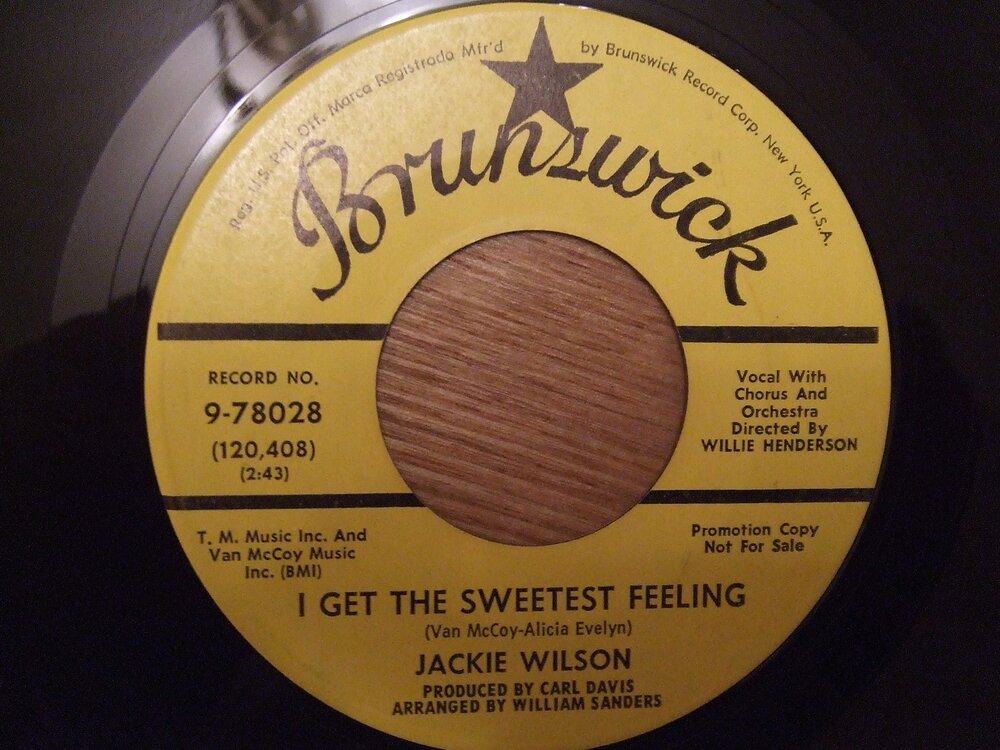 Reg. U.S. Pat. Off. Marca Registrada Mfr'd by Brunswick Record Corp. New York U.S.A.
Brunswick
RECORD NO.
9-78028
(120,408)
(2:43)
Vocal With
Chorus And
Orchestra
Directed By
WILLIE HENDERSON
T. M. Music Inc. And
Van McCoy Music
Inc. (BMI)
Promotion Copy
Not For Sale
I GET THE SWEETEST FEELING
(Van McCoy-Alicia Evelyn)
JACKIE WILSON
PRODUCED BY CARL DAVIS
ARRANGED BY WILLIAM SANDERS